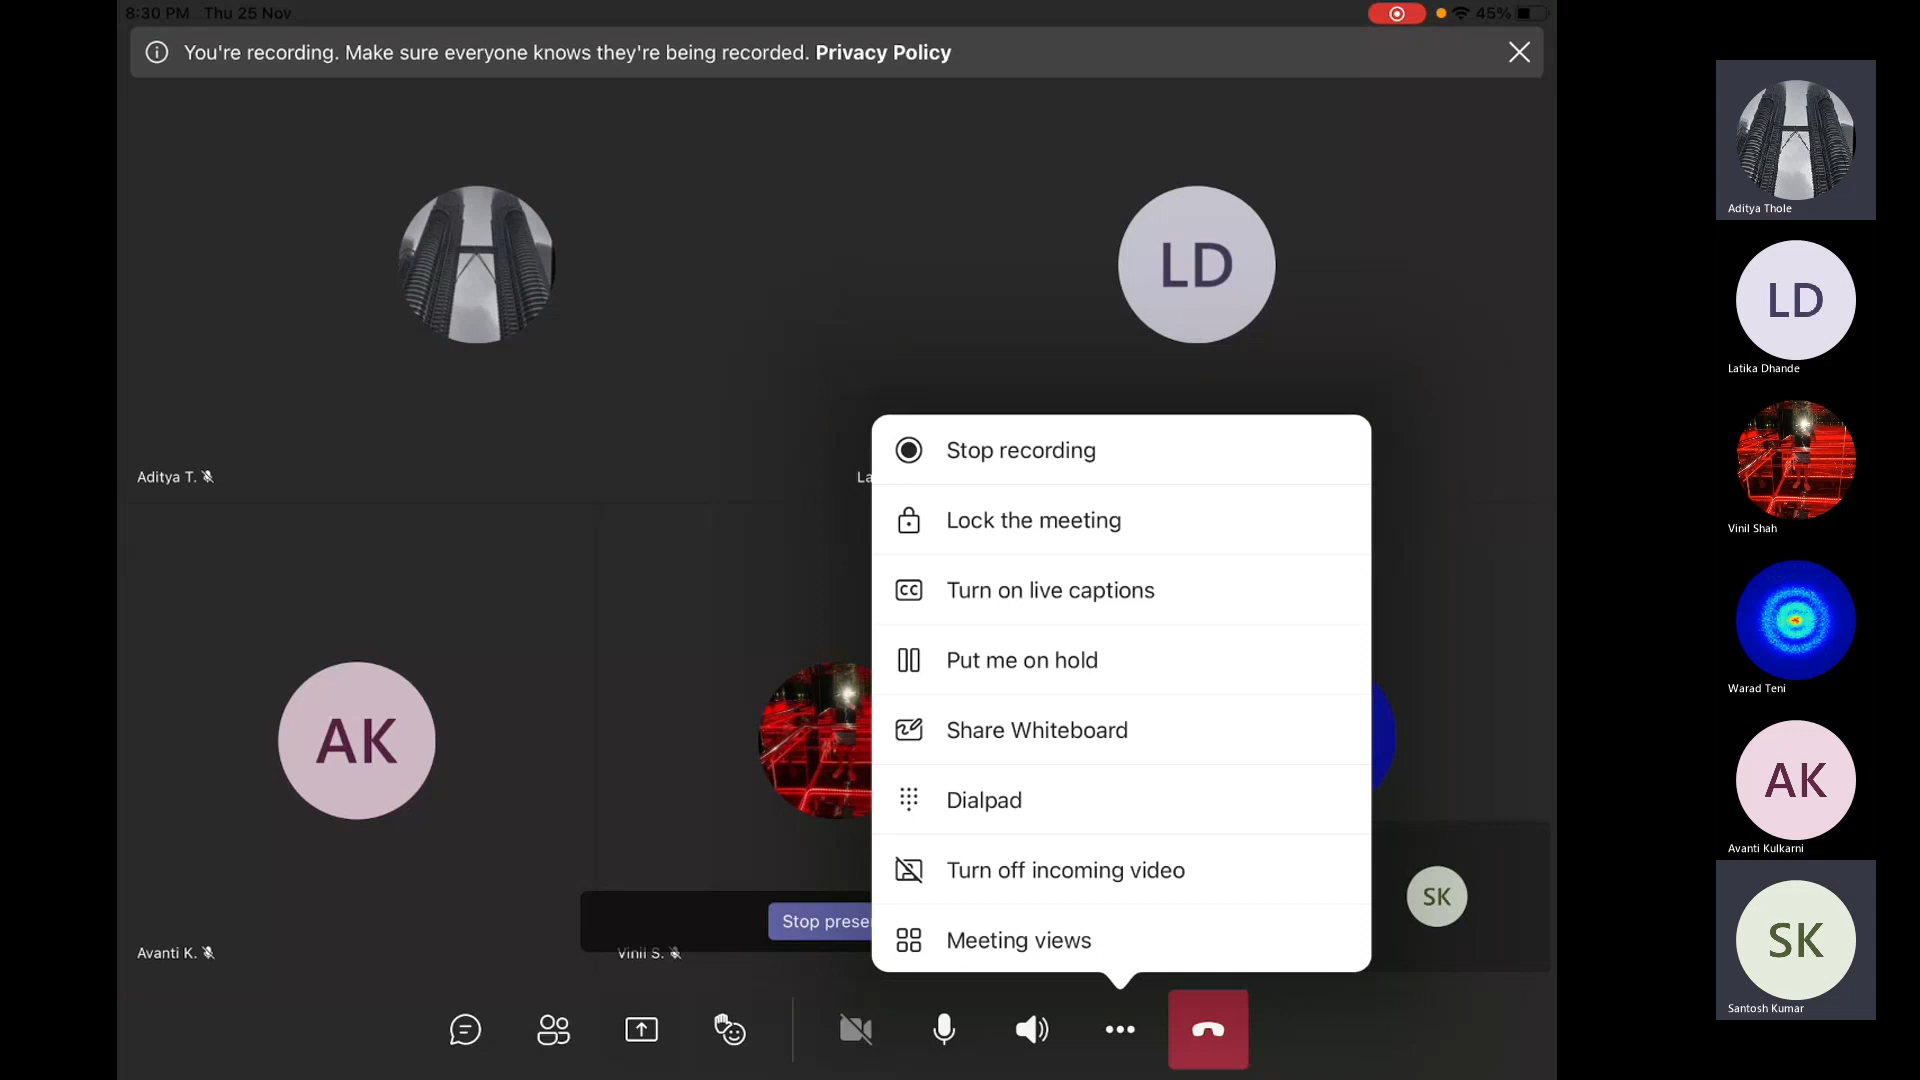 8:30 PM Thu 25 Nov
45%
You're recording. Make sure everyone knows they're being recorded. Privacy Policy
LD
Aditya T.
La
Stop recording
Lock the meeting
Turn on live captions
Put me on hold
Share Whiteboard
Dialpad
Turn off incoming video
Meeting views
AK
SK
Stop prese
Avanti K.
Vinil S.
Aditya Thole
LD
Latika Dhande
Vinil Shah
Warad Teni
AK
Avanti Kulkarni
SK
Santosh Kumar